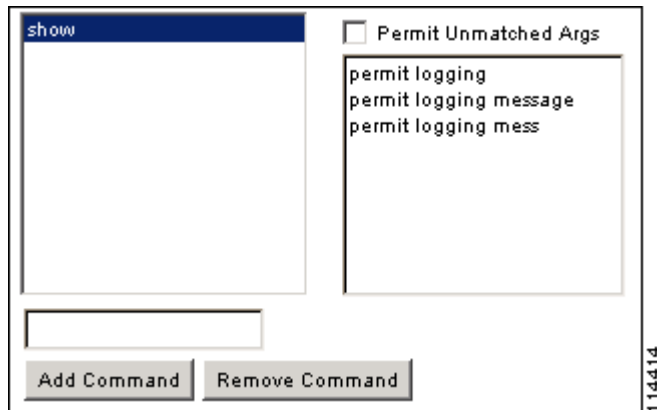 show
Permit Unmatched Args
permit logging
permit logging message
permit logging mess
Add Command
Remove Command
114414